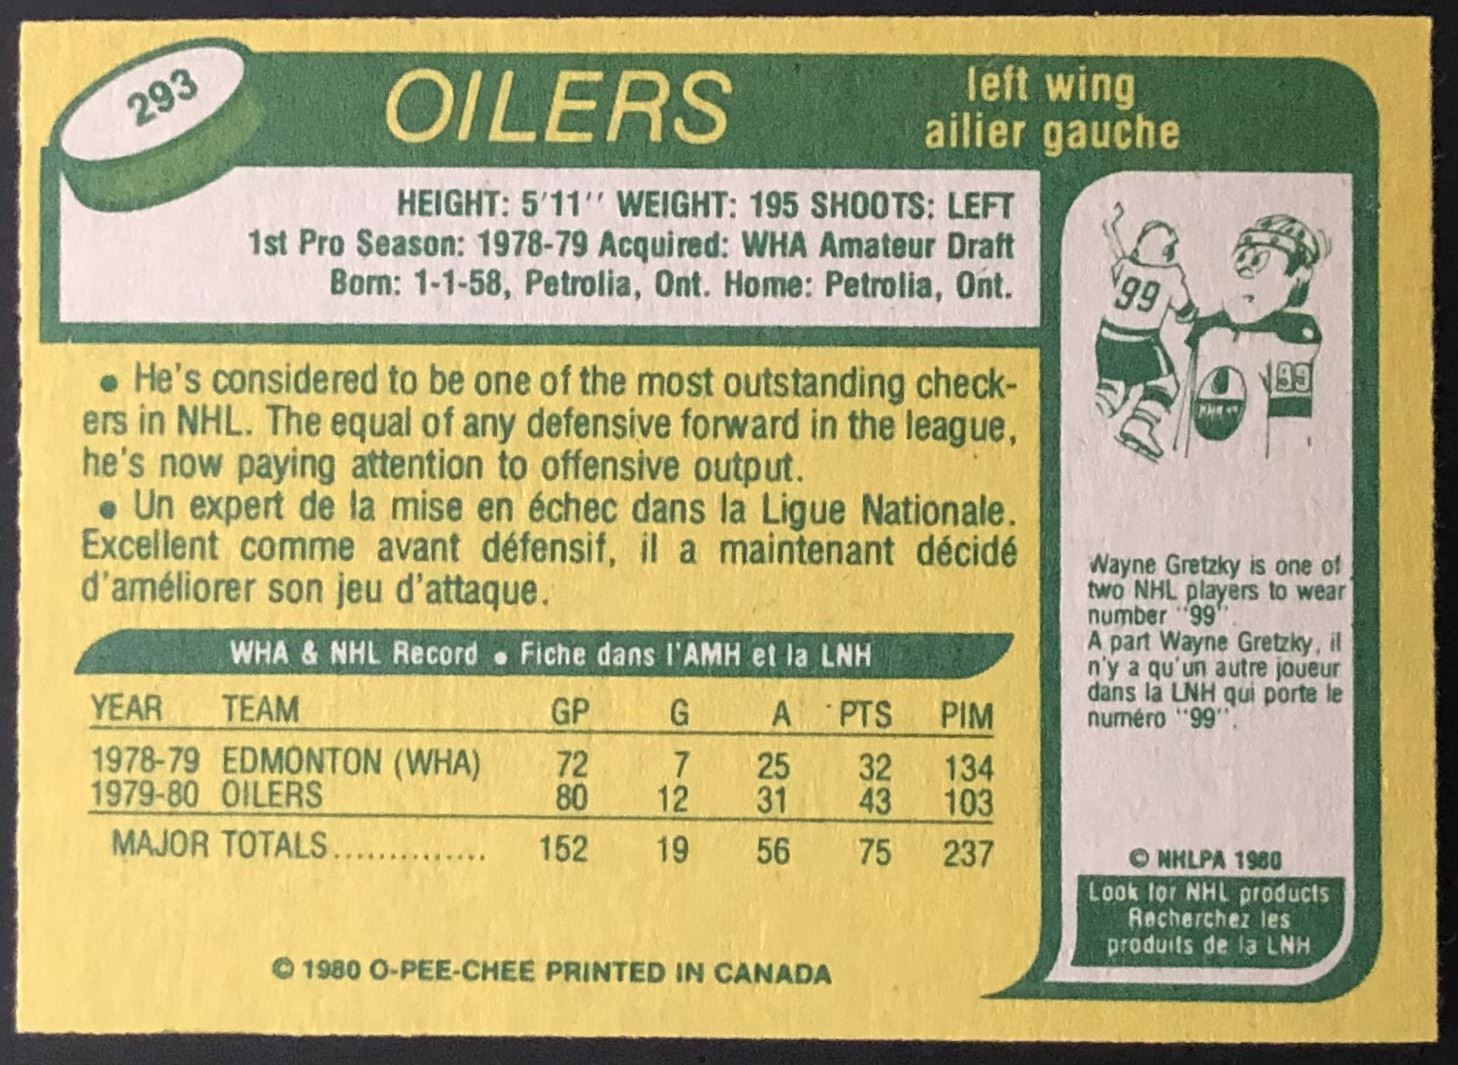 293
OILERS
left wing
ailier gauche
HEIGHT: 5'11'' WEIGHT: 195 SHOOTS: LEFT
1st Pro Season: 1978-79 Acquired: WHA Amateur Draft
Born: 1-1-58, Petrolia, Ont. Home: Petrolia, Ont.
• He's considered to be one of the most outstanding check-
ers in NHL. The equal of any defensive forward in the league,
he's now paying attention to offensive output.
• Un expert de la mise en échec dans la Ligue Nationale.
Excellent comme avant défensif, il a maintenant décidé
d'améliorer son jeu d'attaque.
WHA & NHL Record • Fiche dans l'AMH et la LNH
YEAR TEAM GP G A PTS PIM
1978-79 EDMONTON (WHA) 72 7 25 32 134
1979-80 OILERS 80 12 31 43 103
MAJOR TOTALS.............. 152 19 56 75 237
© 1980 O-PEE-CHEE PRINTED IN CANADA
99
99
Wayne Gretzky is one of
two NHL players to wear
number "99".
A part Wayne Gretzky, il
n'y a qu'un autre joueur
dans la LNH qui porte le
numéro "99".
© NHLPA 1980
Look for NHL products
Recherchez les
produits de la LNH